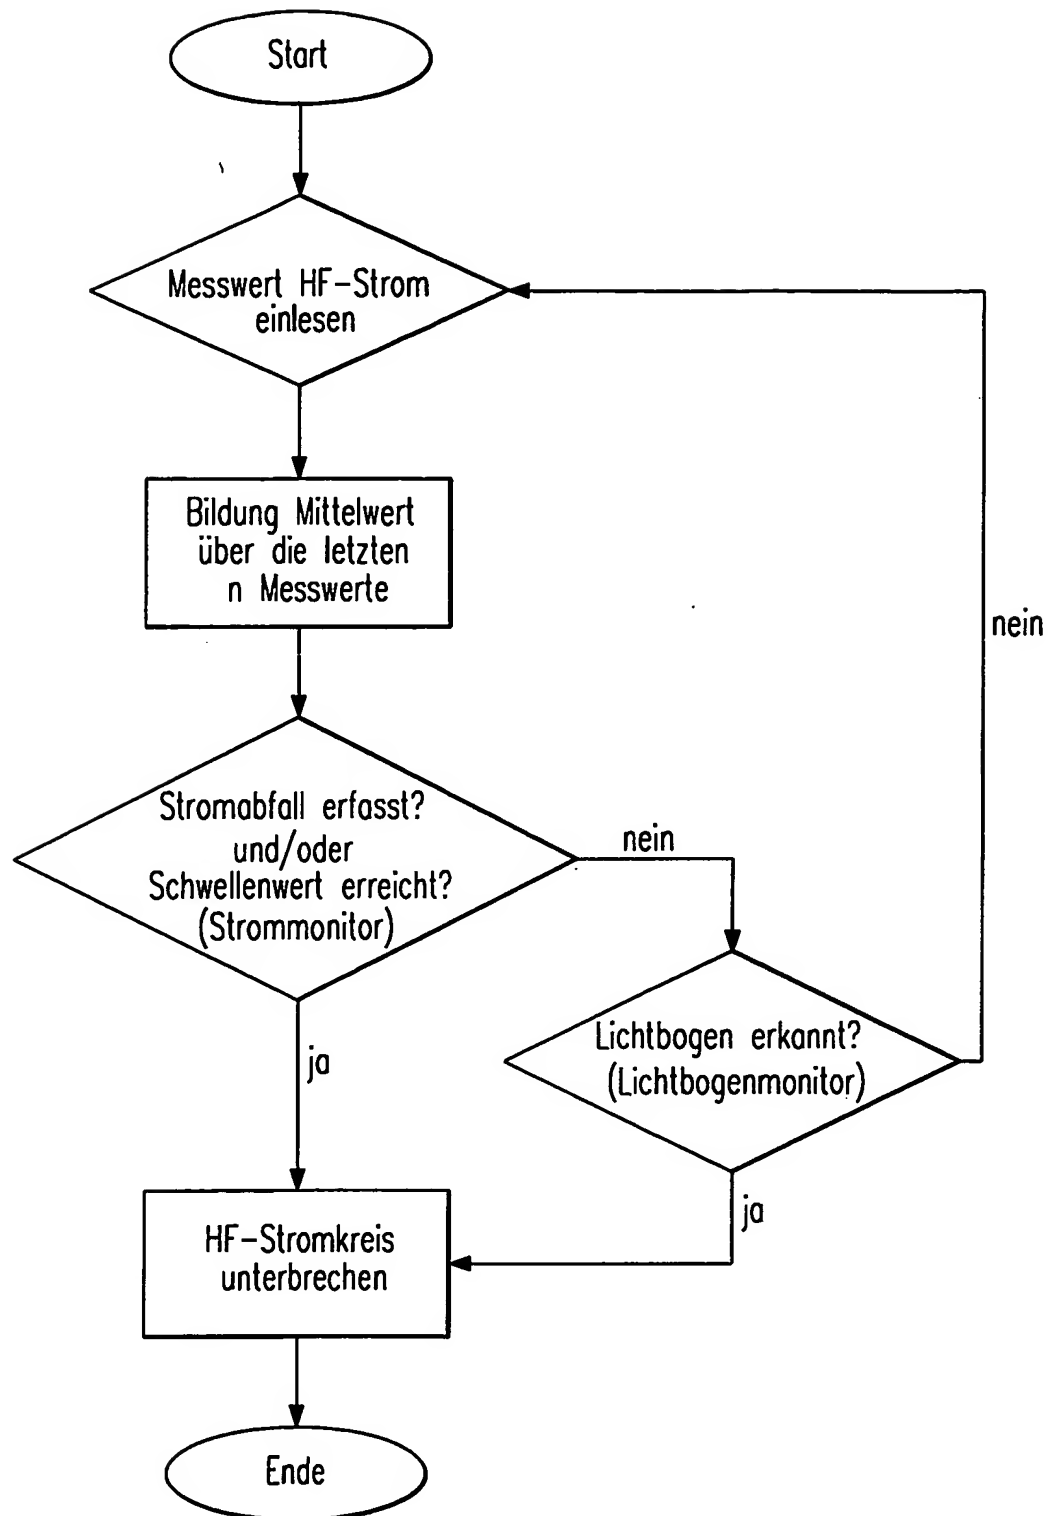 Start
Messwert HF-Strom
einlesen
Bildung Mittelwert
über die letzten
n Messwerte
nein
Stromabfall erfasst?
und/oder
Schwellenwert erreicht?
(Strommonitor)
nein
Lichtbogen erkannt?
(Lichtbogenmonitor)
ja
ja
HF-Stromkreis
unterbrechen
Ende